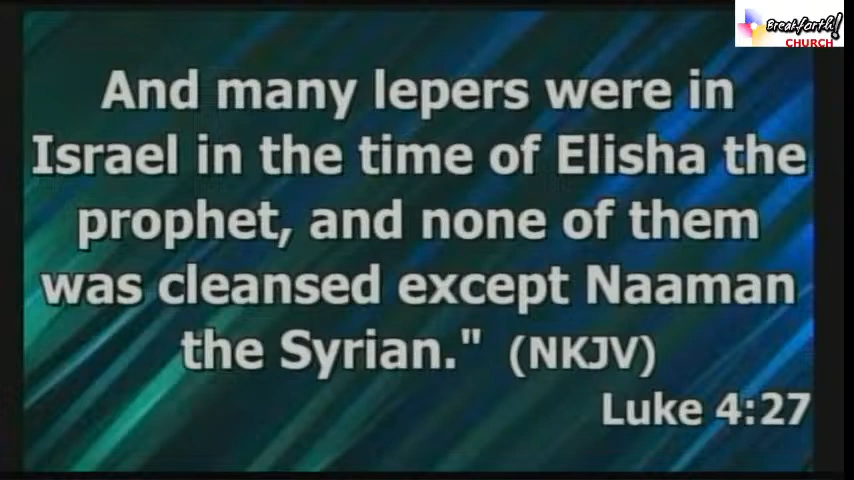 Breakforth!
CHURCH
And many lepers were in
Israel in the time of Elisha the
prophet, and none of them
was cleansed except Naaman
the Syrian." (NKJV)
Luke 4:27